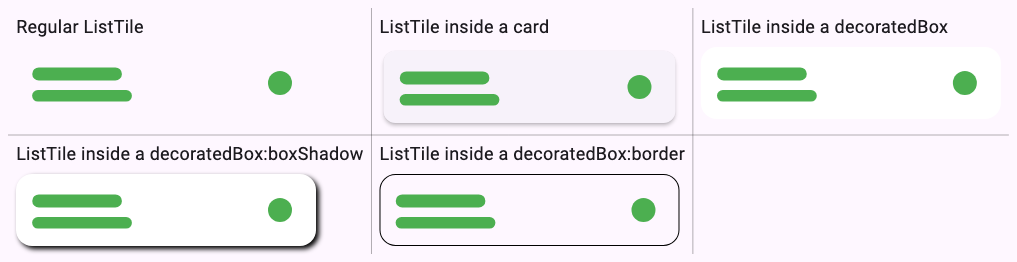 Regular ListTile
ListTile inside a card
ListTile inside a decoratedBox
ListTile inside a decoratedBox:boxShadow
ListTile inside a decoratedBox:border